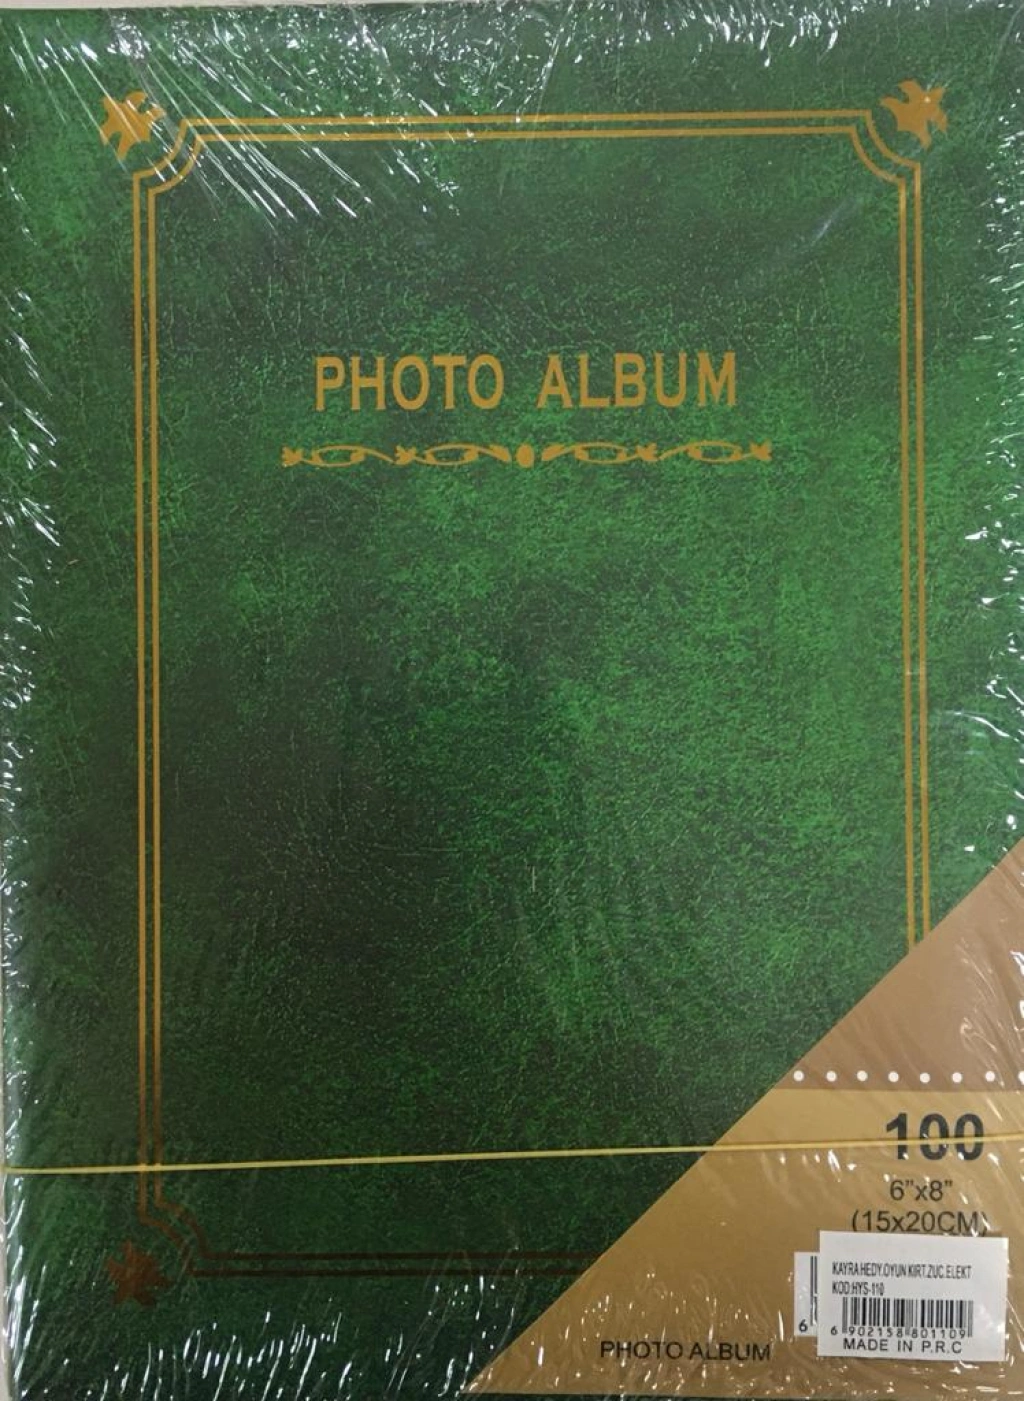 PHOTO ALBUM
100
6”x8”
(15x20CM)
KAYRA.HEDY.OYUN.KIRT.ZUC.ELEKT
KOD:HYS-110
6
6 902158 801109
MADE IN P.R.C
PHOTO ALBUM